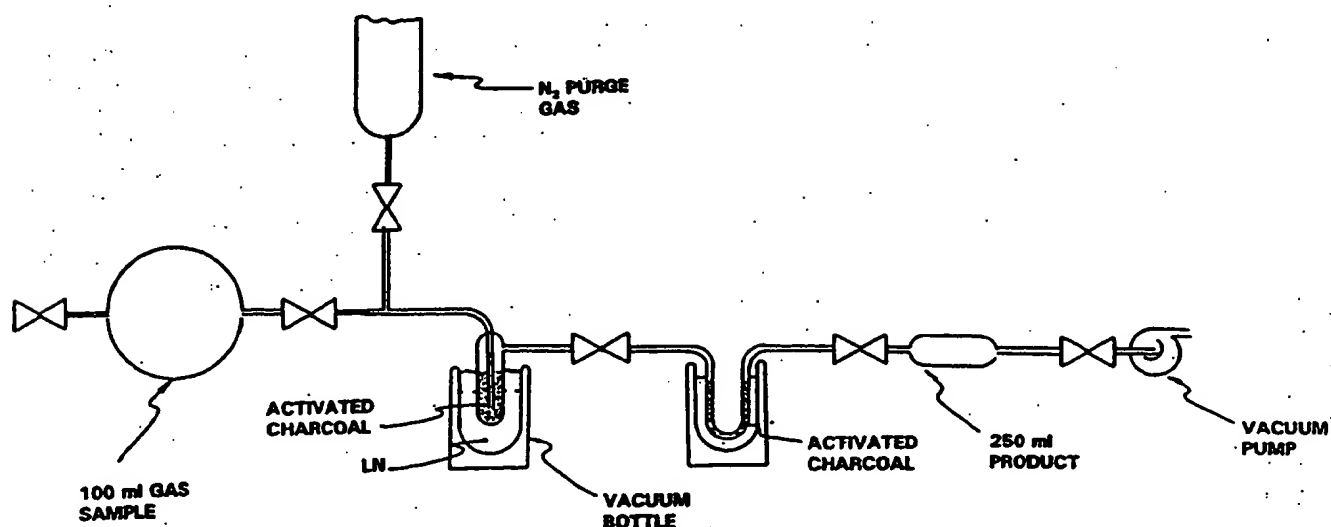 N₂ PURGE
GAS
ACTIVATED
CHARCOAL
LN
100 ml GAS
SAMPLE
VACUUM
BOTTLE
ACTIVATED
CHARCOAL
250 ml
PRODUCT
VACUUM
PUMP